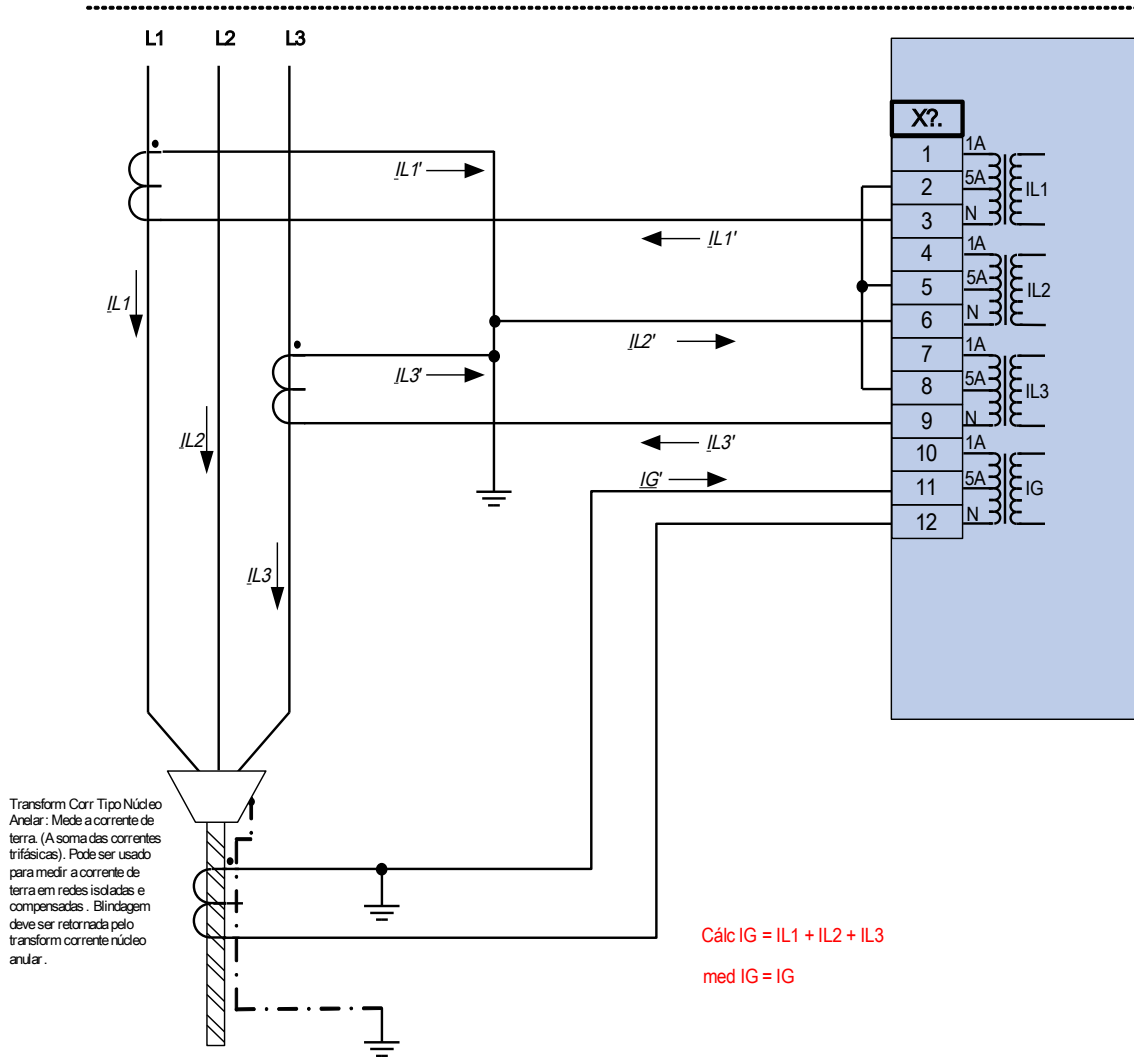 L1 L2 L3
X?.
1 1A
2 5A IL1
3 N
4 1A
5 5A IL2
6 N
7 1A
8 5A IL3
9 N
10 1A
11 5A IG
12 N
IL1'
IL1'
IL1
IL2'
IL3'
IL2
IL3'
IG'
IL3
Transform Corr Tipo Núcleo
Anelar: Mede a corrente de
terra. (A soma das correntes
trifásicas). Pode ser usado
para medir a corrente de
terra em redes isoladas e
compensadas. Blindagem
deve ser retornada pelo
transform corrente núcleo
anular.
Cálc IG = IL1 + IL2 + IL3
med IG = IG